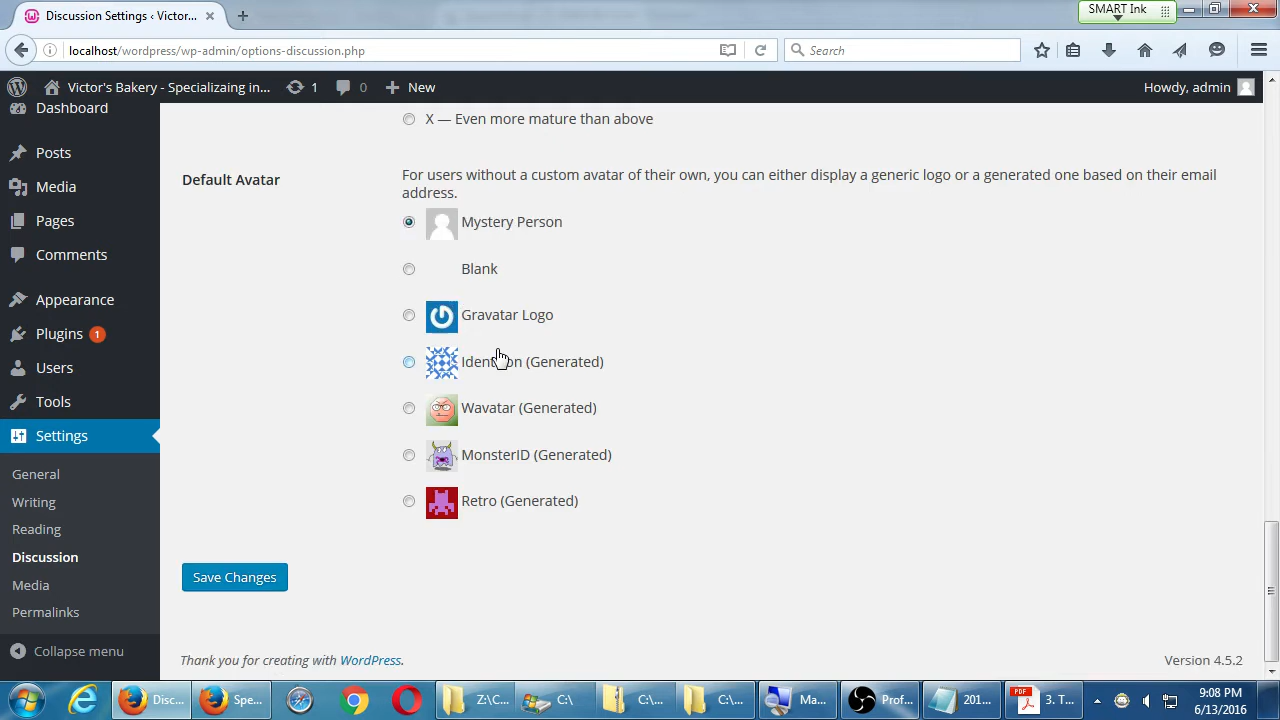 Discussion Settings ‹ Victor...
SMART Ink
localhost/wordpress/wp-admin/options-discussion.php
Search
Victor's Bakery - Specializaing in...
1
0
New
Howdy, admin
Dashboard
Posts
Media
Pages
Comments
Appearance
Plugins 1
Users
Tools
Settings
General
Writing
Reading
Discussion
Media
Permalinks
Collapse menu
X — Even more mature than above
Default Avatar
For users without a custom avatar of their own, you can either display a generic logo or a generated one based on their email
address.
Mystery Person
Blank
Gravatar Logo
(Generated)
Wavatar (Generated)
MonsterID (Generated)
Retro (Generated)
Save Changes
Thank you for creating with WordPress.
Version 4.5.2
Disc...
Spe...
Z:\C...
C:\
C:\...
C:\...
Ma...
Prof...
201...
PDF
3. T...
9:08 PM
6/13/2016